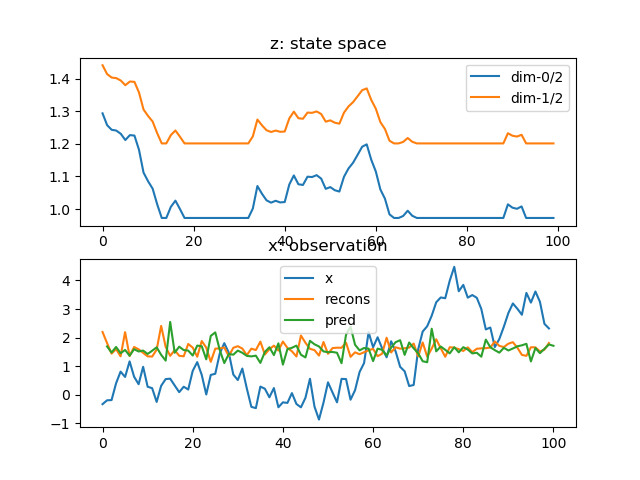 z: state space
dim-0/2
dim-1/2
1.4
1.3
1.2
1.1
1.0
0 20 40 60 80 100
x: observation
x
recons
pred
4
3
2
1
0
−1
0 20 40 60 80 100